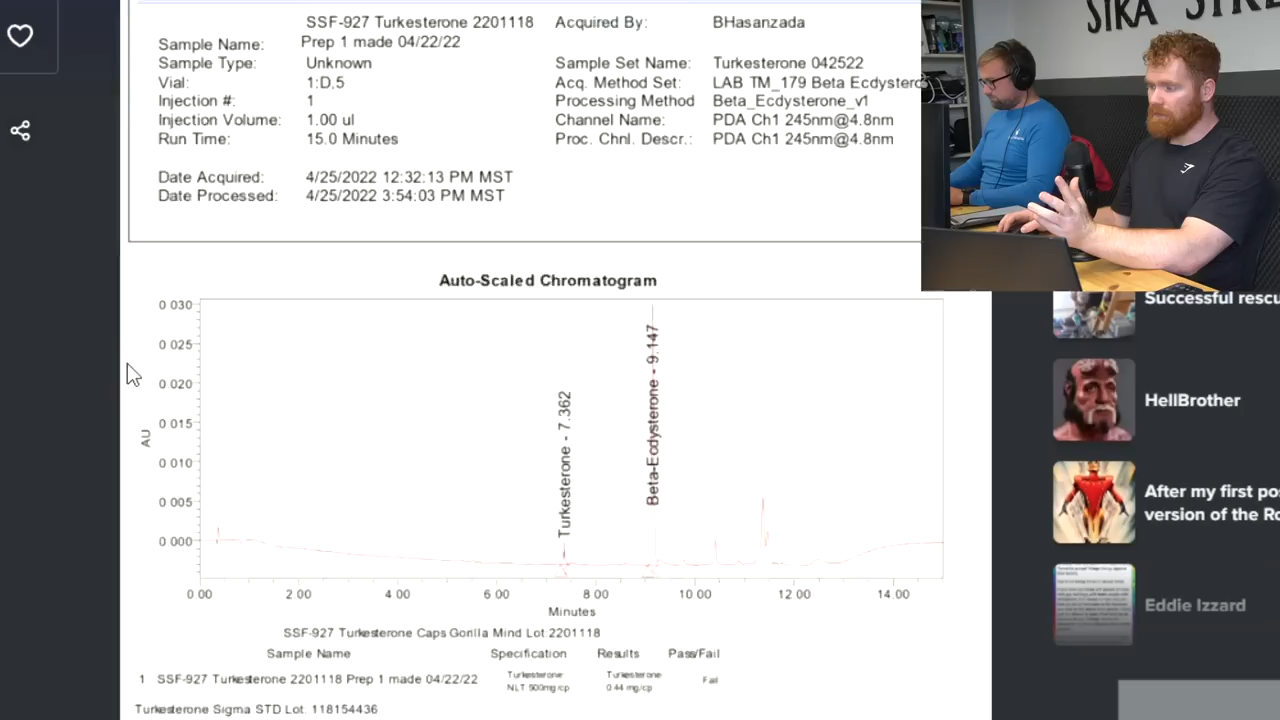 SSF-927 Turkesterone 2201118
Acquired By: BHasanzada
Sample Name: Prep 1 made 04/22/22
Sample Type: Unknown
Sample Set Name: Turkesterone 042522
Vial: 1:D,5
Acq. Method Set: LAB TM_179 Beta Ecdystero
Injection #: 1
Processing Method Beta_Ecdysterone_v1
Injection Volume: 1.00 ul
Channel Name: PDA Ch1 245nm@4.8nm
Run Time: 15.0 Minutes
Proc. Chnl. Descr.: PDA Ch1 245nm@4.8nm
Date Acquired: 4/25/2022 12:32:13 PM MST
Date Processed: 4/25/2022 3:54:03 PM MST
SIKA STRE
Auto-Scaled Chromatogram
0 030
0 025
0 020
0 015
0 010
0 005
0 000
AU
Turkesterone - 7.362
Beta-Ecdysterone - 9.147
0 00 2 00 4 00 6 00 8 00 10 00 12 00 14 00
Minutes
SSF-927 Turkesterone Caps Gorilla Mind Lot 2201118
Sample Name Specification Results Pass/Fail
1 SSF-927 Turkesterone 2201118 Prep 1 made 04/22/22
Turkesterone
NLT 500mg/cp
Turkesterone
0.44 mg/cp
Fail
Turkesterone Sigma STD Lot: 118154436
Successful rescu
HellBrother
After my first po
version of the Ro
Eddie Izzard